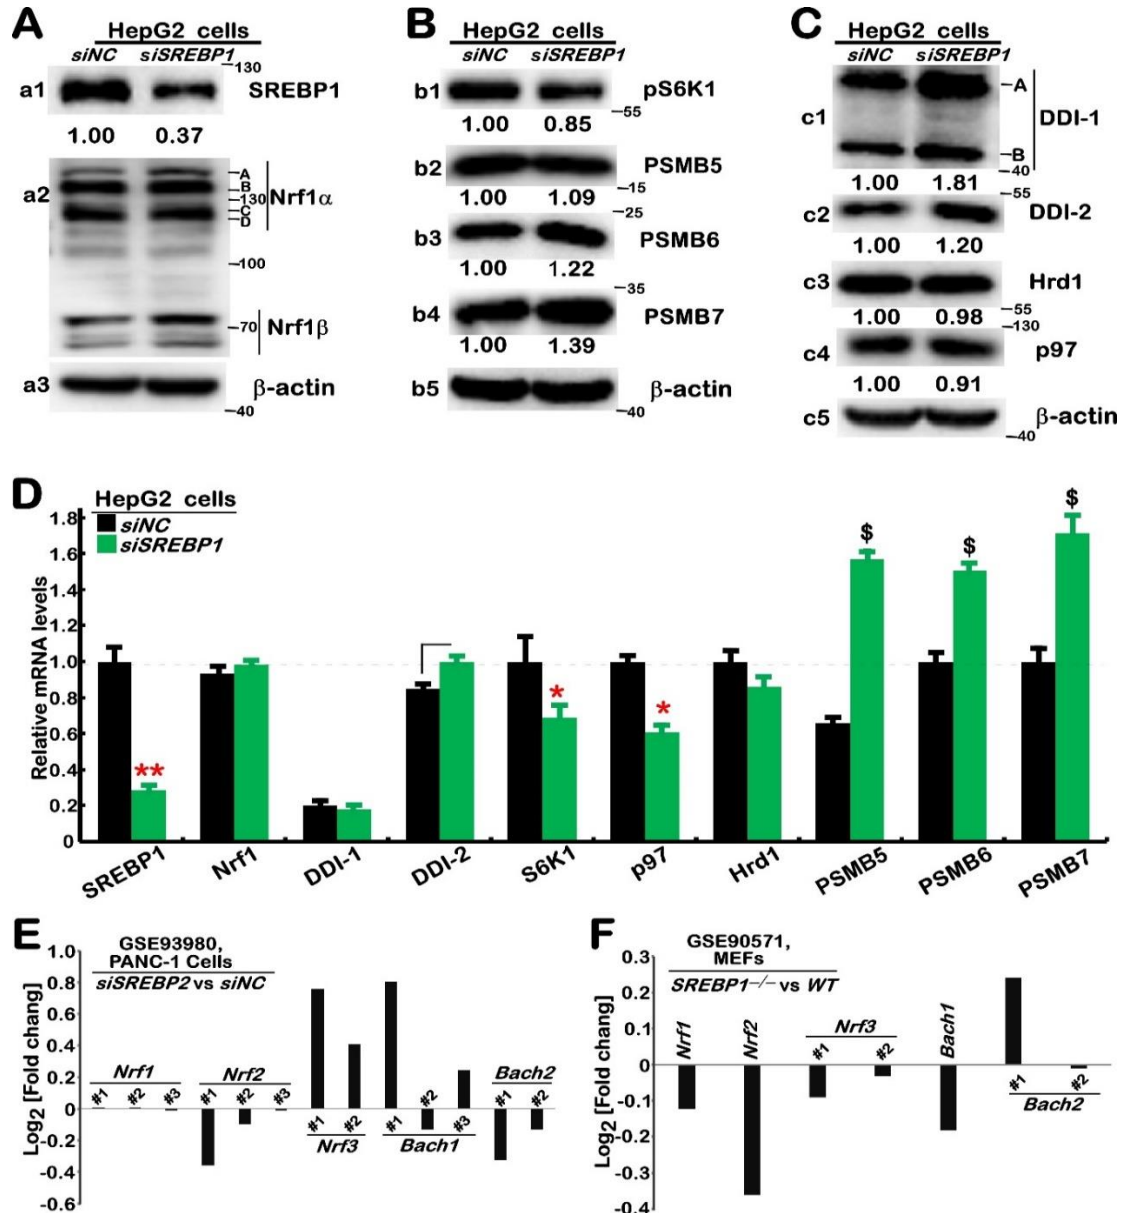 A
HepG2 cells
siNC siSREBP1
130
a1 SREBP1
1.00 0.37
a2
A
B
130
C
D
Nrf1α
100
70 Nrf1β
a3 β-actin
40
B
HepG2 cells
siNC siSREBP1
b1 pS6K1
55
1.00 0.85
b2 PSMB5
15
1.00 1.09
25
b3 PSMB6
1.00 1.22
35
b4 PSMB7
1.00 1.39
b5 β-actin
40
C
HepG2 cells
siNC siSREBP1
A
c1 DDI-1
B
40
1.00 1.81
55
c2 DDI-2
1.00 1.20
c3 Hrd1
55
1.00 0.98
130
c4 p97
1.00 0.91
c5 β-actin
40
D
HepG2 cells
siNC
siSREBP1
Relative mRNA levels
1.8
1.6
1.4
1.2
1.0
0.8
0.6
0.4
0.2
0
**
*
*
$
$
$
SREBP1 Nrf1 DDI-1 DDI-2 S6K1 p97 Hrd1 PSMB5 PSMB6 PSMB7
E
GSE93980,
PANC-1 Cells
siSREBP2 vs siNC
Log2 [Fold chang]
1.0
0.8
0.6
0.4
0.2
0
-0.2
-0.4
-0.6
Nrf1
#1 #2 #3
Nrf2
#1 #2 #3
#1 #2
Nrf3
#1 #2 #3
Bach1
Bach2
#1 #2
F
GSE90571,
MEFs
SREBP1–/– vs WT
Log2 [Fold chang]
0.3
0.2
0.1
0
-0.1
-0.2
-0.3
-0.4
Nrf1
Nrf2
Nrf3
#1 #2
Bach1
#1 #2
Bach2